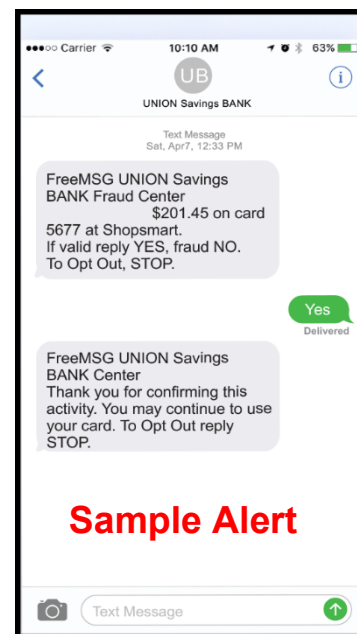 Carrier 10:10 AM 63%
UB
UNION Savings BANK
Text Message
Sat, Apr7, 12:33 PM
FreeMSG UNION Savings
BANK Fraud Center
$201.45 on card
5677 at Shopsmart.
If valid reply YES, fraud NO.
To Opt Out, STOP.
Yes
Delivered
FreeMSG UNION Savings
BANK Center
Thank you for confirming this
activity. You may continue to use
your card. To Opt Out reply
STOP.
Sample Alert
Text Message